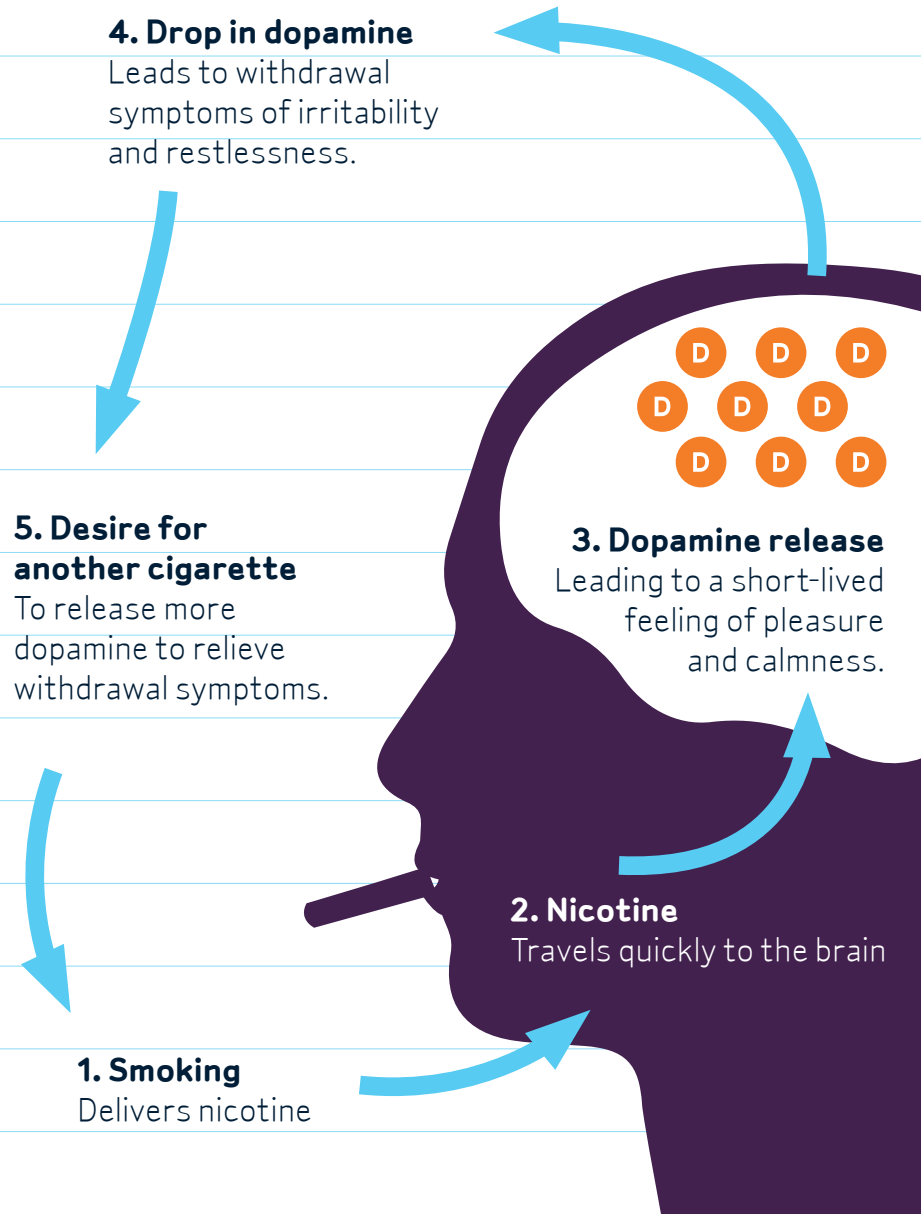 4. Drop in dopamine
Leads to withdrawal
symptoms of irritability
and restlessness.
D D D
D D D
D D D
5. Desire for
another cigarette
To release more
dopamine to relieve
withdrawal symptoms.
3. Dopamine release
Leading to a short-lived
feeling of pleasure
and calmness.
2. Nicotine
Travels quickly to the brain
1. Smoking
Delivers nicotine